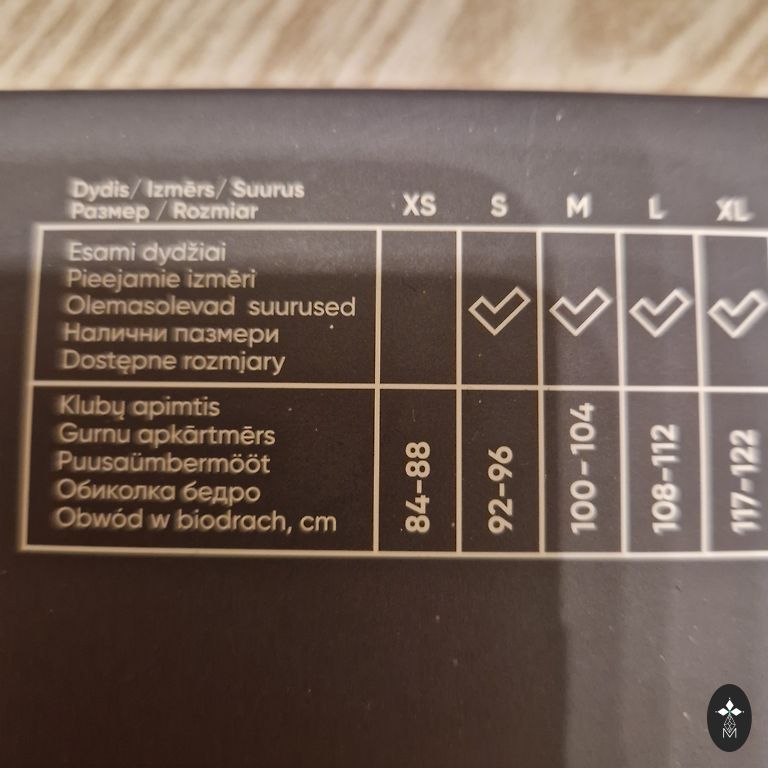 Dydis/ Izmērs/ Suurus
Размер / Rozmiar XS S M L XL
Esami dydžiai
Pieejamie izmēri
Olemasolevad suurused
Налични пазмери
Dostępne rozmjary
Klubų apimtis
Gurnu apkārtmērs
Puusaümbermõõt
Обиколка бедро
Obwód w biodrach, cm
84-88 92-96 100-104 108-112 117-122
M